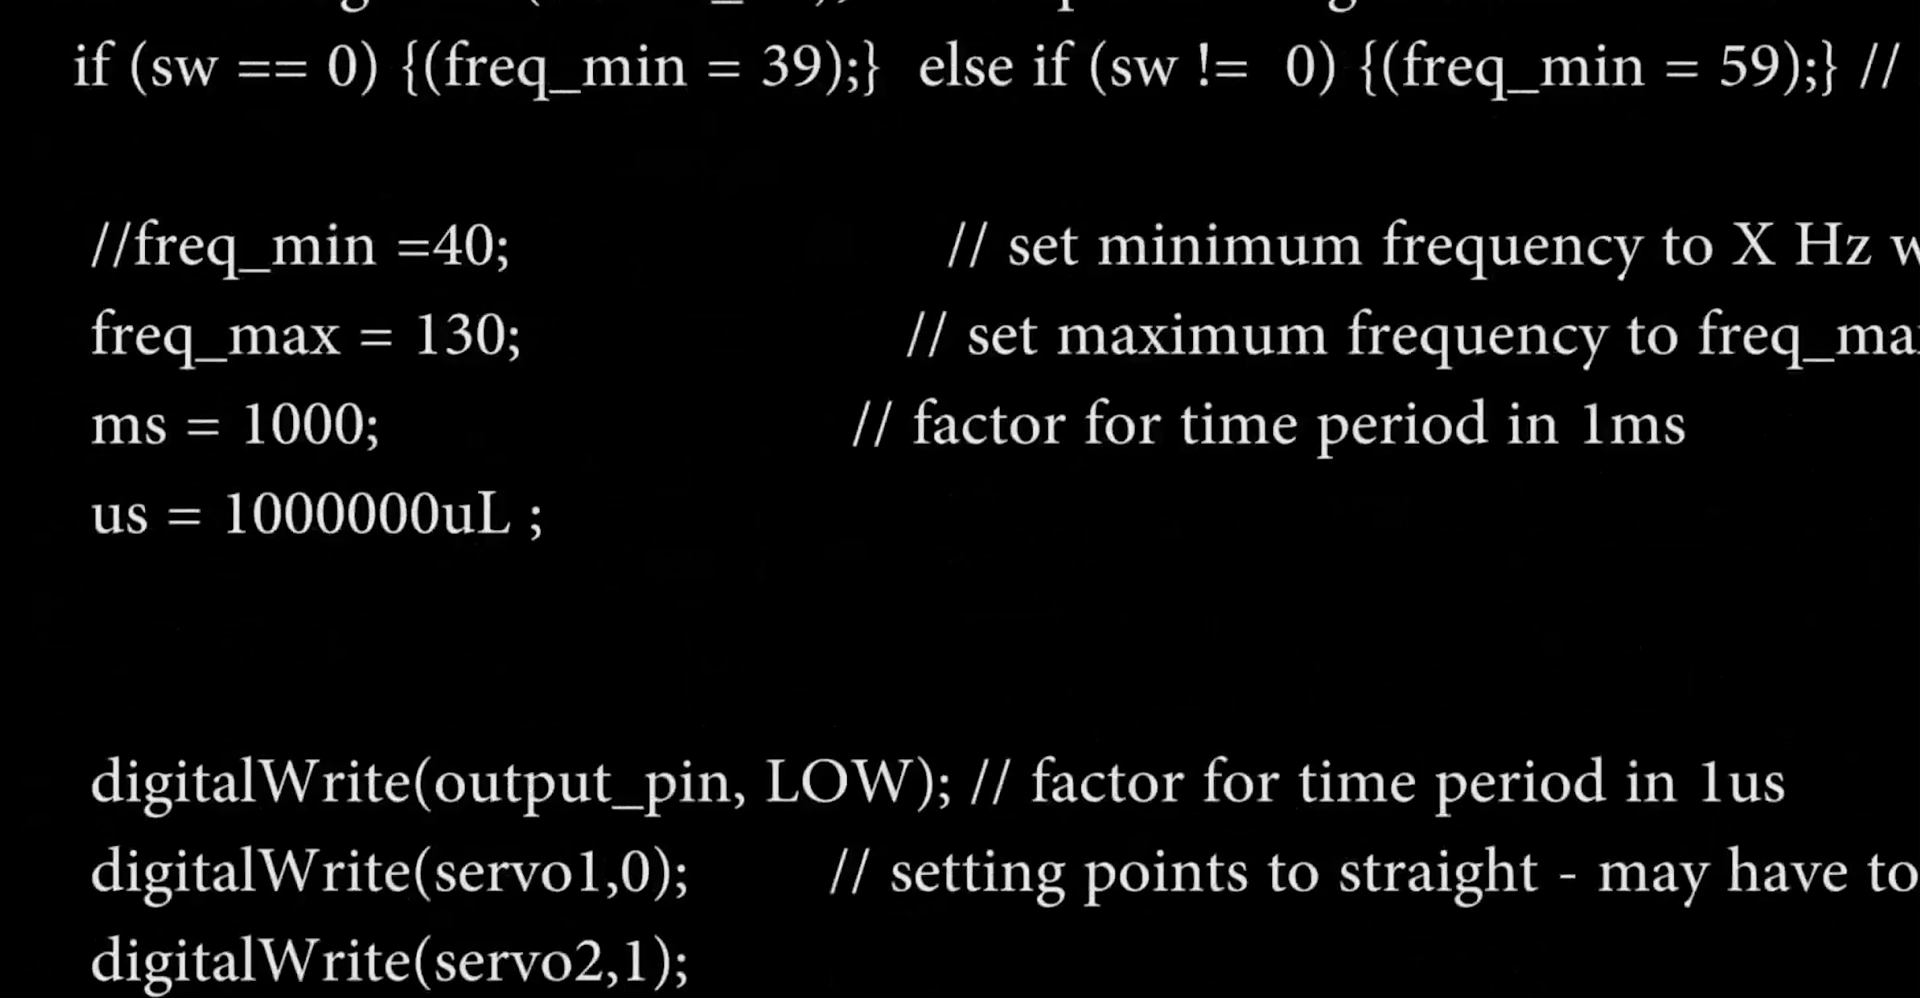 if (sw == 0) {(freq_min = 39);} else if (sw != 0) {(freq_min = 59);} //
//freq_min =40; // set minimum frequency to X Hz
freq_max = 130; // set maximum frequency to
ms = 1000; // factor for time period in 1ms
us = 1000000uL ;
digitalWrite(output_pin, LOW); // factor for time period in 1us
digitalWrite(servo1,0); // setting points to straight - may have to
digitalWrite(servo2,1);